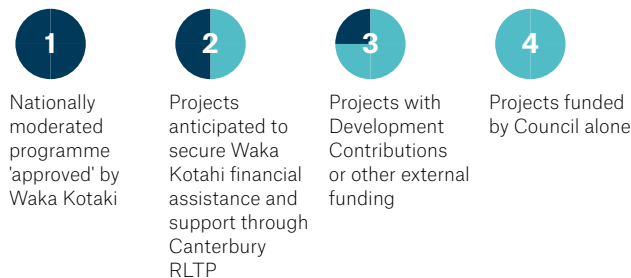 1
Nationally
moderated
programme
'approved' by
Waka Kotaki
2
Projects
anticipated to
secure Waka
Kotahi financial
assistance and
support through
Canterbury
RLTP
3
Projects with
Development
Contributions
or other external
funding
4
Projects funded
by Council alone